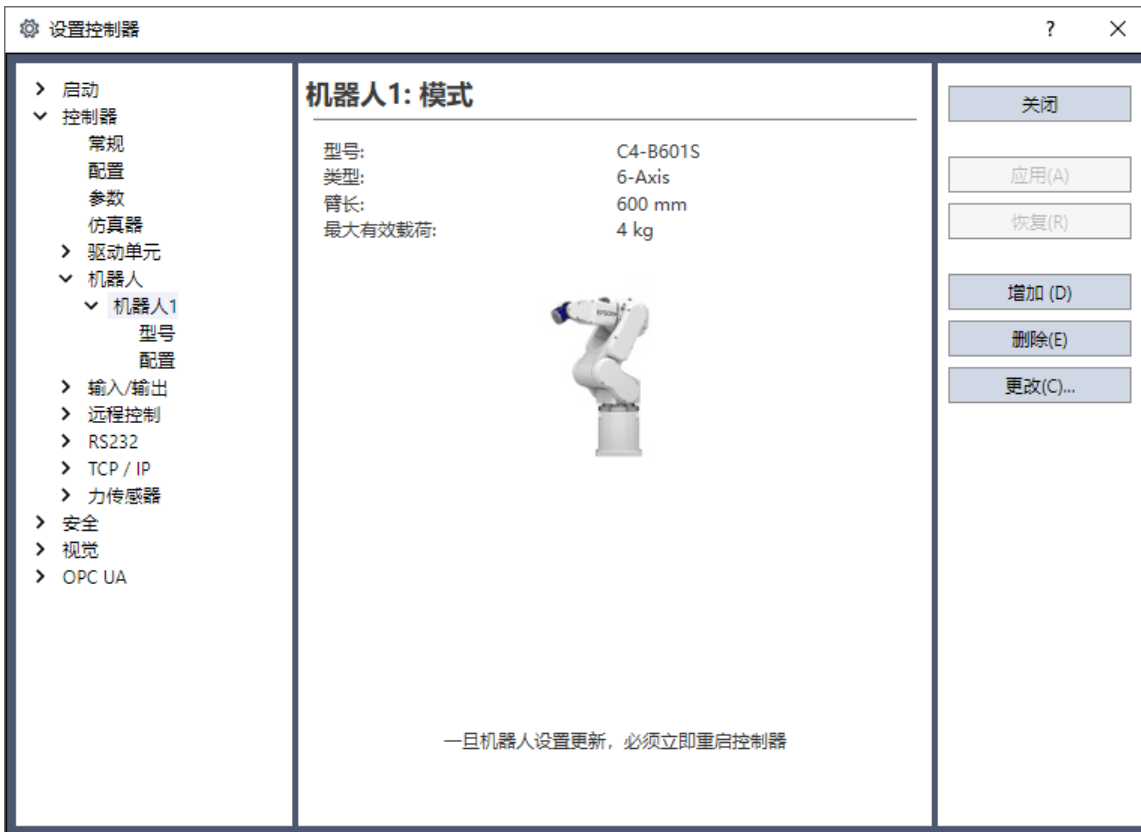 设置控制器
?
启动
控制器
常规
配置
参数
仿真器
驱动单元
机器人
机器人1
型号
配置
输入/输出
远程控制
RS232
TCP / IP
力传感器
安全
视觉
OPC UA
机器人1: 模式
型号: C4-B601S
类型: 6-Axis
臂长: 600 mm
最大有效载荷: 4 kg
EPSON
一旦机器人设置更新，必须立即重启控制器
关闭
应用(A)
恢复(R)
增加 (D)
删除(E)
更改(C)...